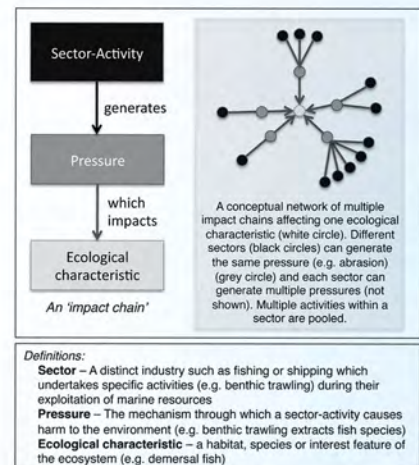 Sector-Activity
generates
Pressure
which
impacts
Ecological
characteristic
An 'impact chain'
A conceptual network of multiple
impact chains affecting one ecological
characteristic (white circle). Different
sectors (black circles) can generate
the same pressure (e.g. abrasion)
(grey circle) and each sector can
generate multiple pressures (not
shown). Multiple activities within a
sector are pooled.
Definitions:
Sector – A distinct industry such as fishing or shipping which
undertakes specific activities (e.g. benthic trawling) during their
exploitation of marine resources
Pressure – The mechanism through which a sector-activity causes
harm to the environment (e.g. benthic trawling extracts fish species)
Ecological characteristic – a habitat, species or interest feature of
the ecosystem (e.g. demersal fish)